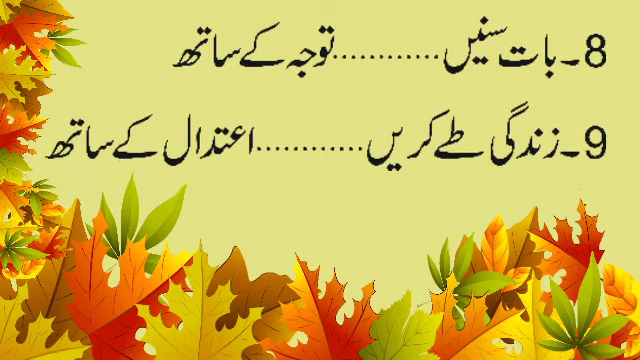 8۔بات سنیں............توجہ کے ساتھ
9۔زندگی طے کریں............اعتدال کے ساتھ